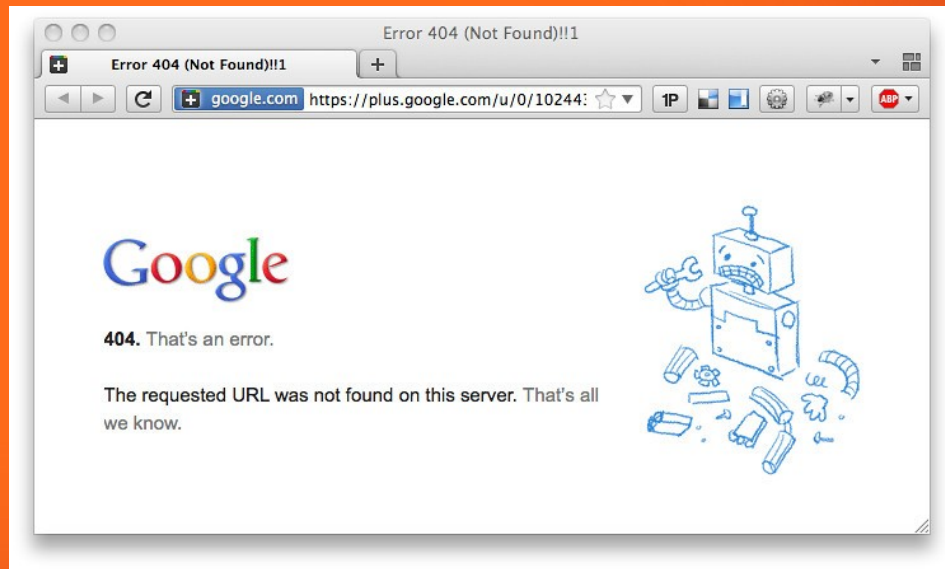 Error 404 (Not Found)!!1
Error 404 (Not Found)!!1
google.com https://plus.google.com/u/0/10244
1P
ABP
Google
404. That's an error.
The requested URL was not found on this server. That's all
we know.